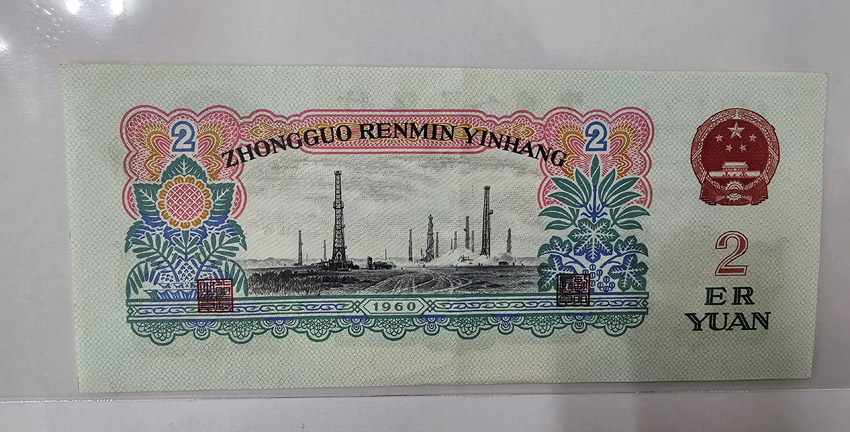 2
2
ZHONGGUO RENMIN YINHANG
1960
2
ER
YUAN